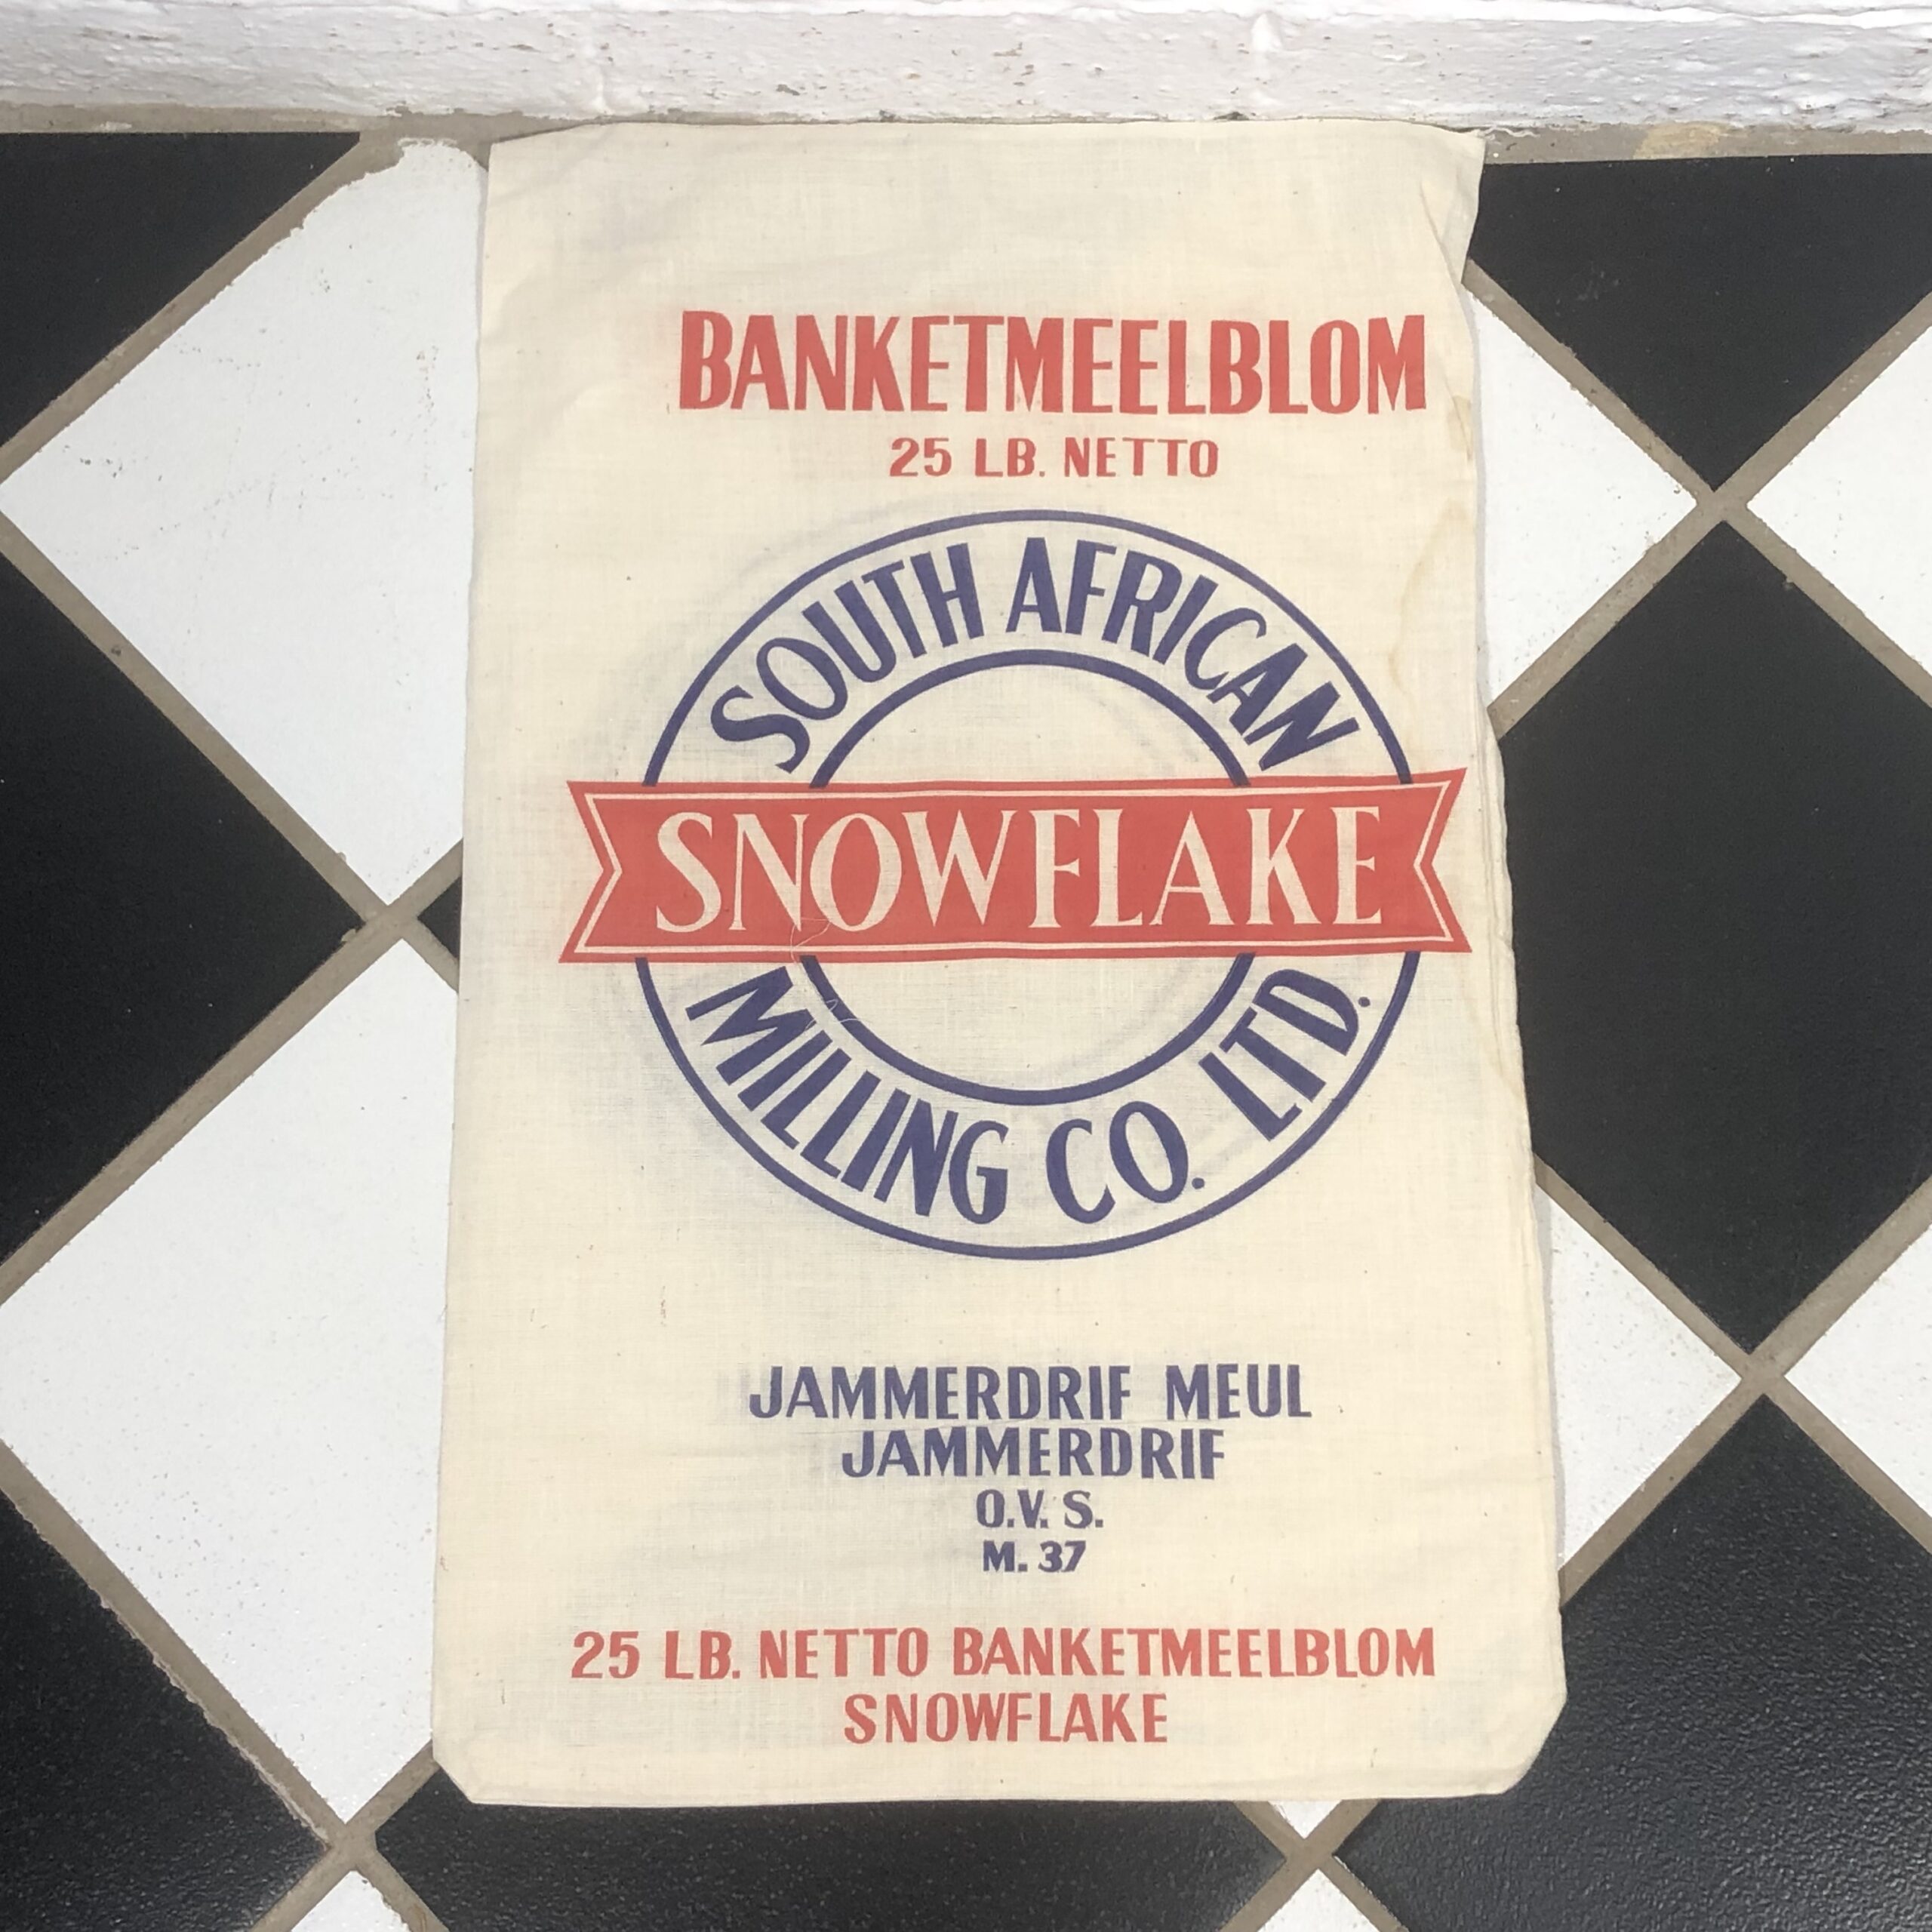 BANKETMEELBLOM
25 LB. NETTO
SOUTH AFRICAN
SNOWFLAKE
MILLING CO. LTD.
JAMMERDRIF MEUL
JAMMERDRIF
O.V.S.
M. 37
25 LB. NETTO BANKETMEELBLOM
SNOWFLAKE